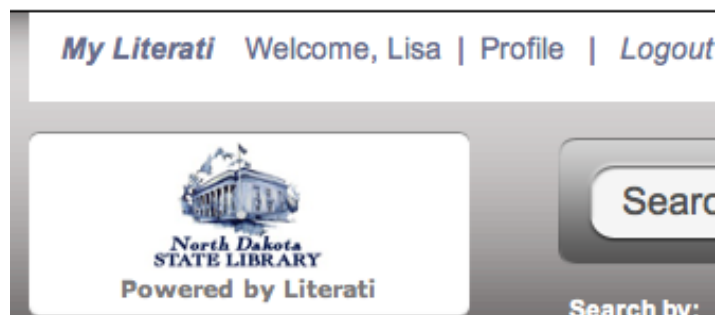 My Literati Welcome, Lisa | Profile | Logout
North Dakota
STATE LIBRARY
Powered by Literati
Searc
Search by: